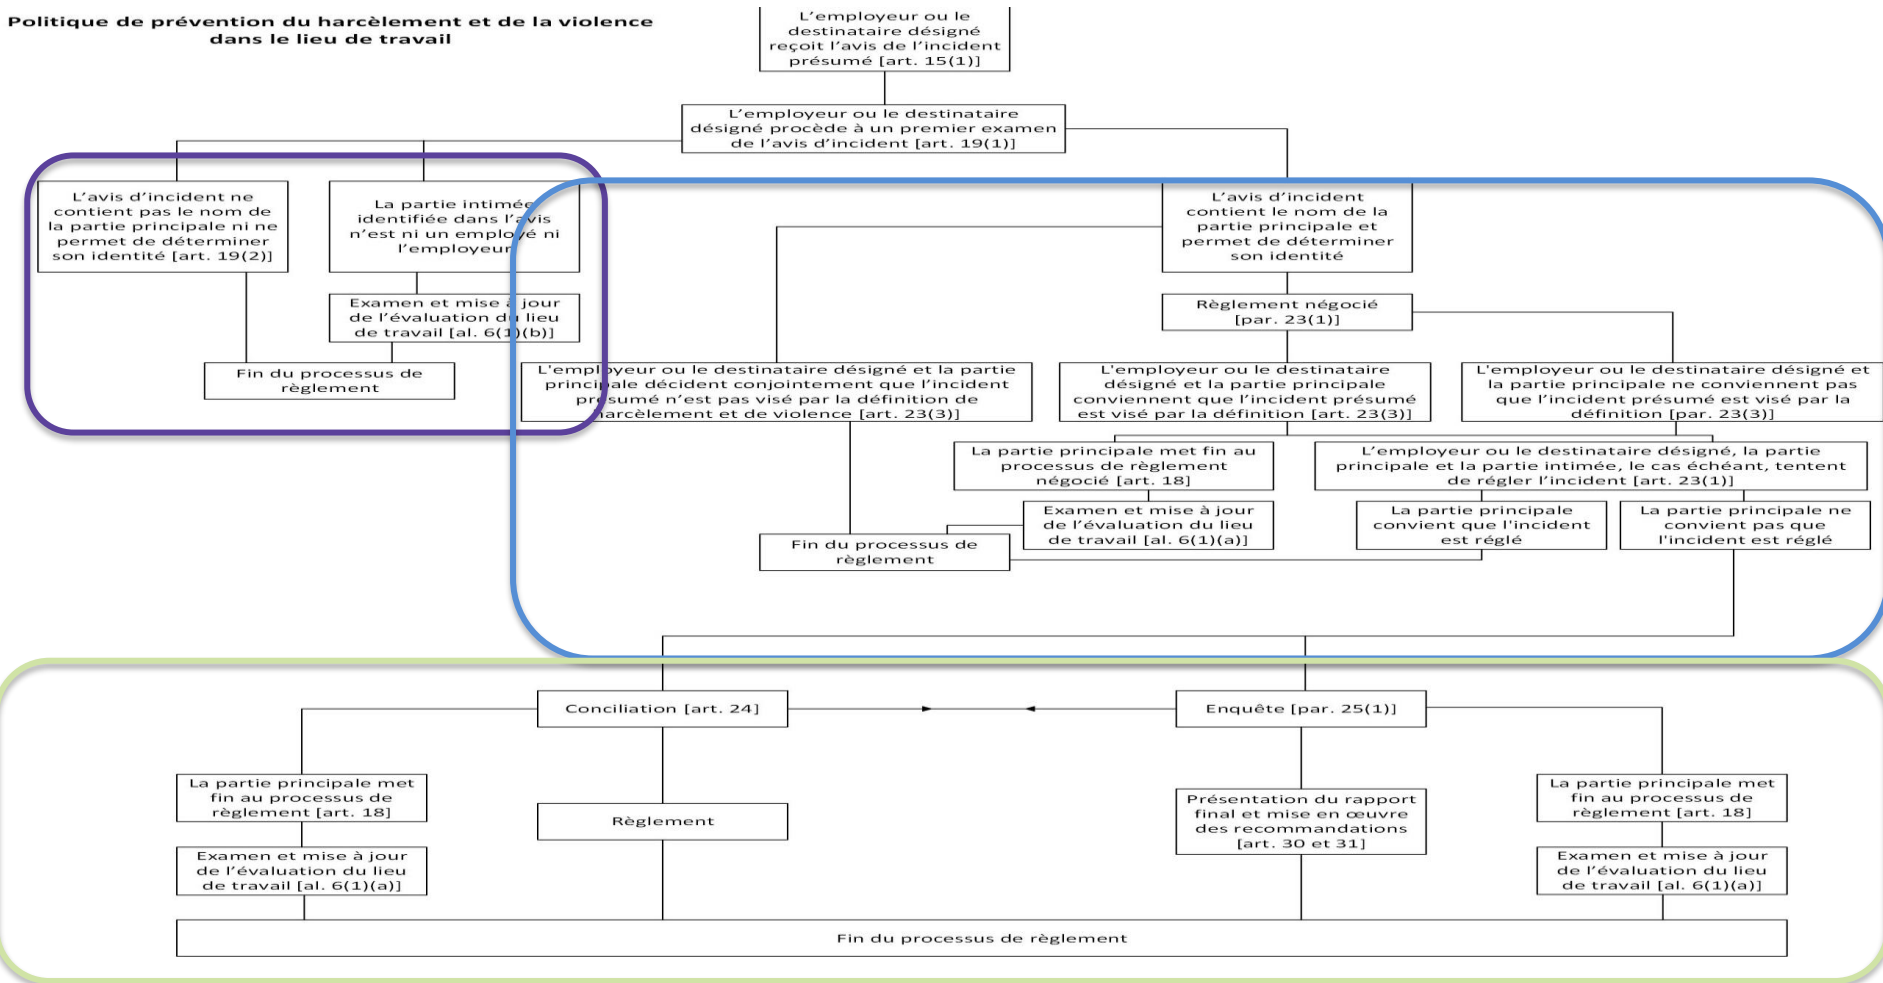 Politique de prévention du harcèlement et de la violence
dans le lieu de travail
L'employeur ou le
destinataire désigné
reçoit l'avis de l'incident
présumé [art. 15(1)]
L'employeur ou le destinataire
désigné procède à un premier examen
de l'avis d'incident [art. 19(1)]
L'avis d'incident ne
contient pas le nom de
la partie principale ni ne
permet de déterminer
son identité [art. 19(2)]
La partie intimée
identifiée dans l'avis
n'est ni un employé ni
l'employeur
L'avis d'incident
contient le nom de la
partie principale et
permet de déterminer
son identité
Examen et mise à jour
de l'évaluation du lieu
de travail [al. 6(1)(b)]
Règlement négocié
[par. 23(1)]
Fin du processus de
règlement
L'employeur ou le destinataire désigné et la partie
principale décident conjointement que l'incident
présumé n'est pas visé par la définition de
harcèlement et de violence [art. 23(3)]
L'employeur ou le destinataire
désigné et la partie principale
conviennent que l'incident présumé
est visé par la définition [art. 23(3)]
L'employeur ou le destinataire désigné et
la partie principale ne conviennent pas
que l'incident présumé est visé par la
définition [par. 23(3)]
La partie principale met fin au
processus de règlement
négocié [art. 18]
L'employeur ou le destinataire désigné, la partie
principale et la partie intimée, le cas échéant, tentent
de régler l'incident [art. 23(1)]
Examen et mise à jour
de l'évaluation du lieu
de travail [al. 6(1)(a)]
La partie principale
convient que l'incident
est réglé
La partie principale ne
convient pas que
l'incident est réglé
Fin du processus de
règlement
Conciliation [art. 24]
Enquête [par. 25(1)]
La partie principale met
fin au processus de
règlement [art. 18]
Règlement
Présentation du rapport
final et mise en œuvre
des recommandations
[art. 30 et 31]
La partie principale met
fin au processus de
règlement [art. 18]
Examen et mise à jour
de l'évaluation du lieu
de travail [al. 6(1)(a)]
Examen et mise à jour
de l'évaluation du lieu
de travail [al. 6(1)(a)]
Fin du processus de règlement